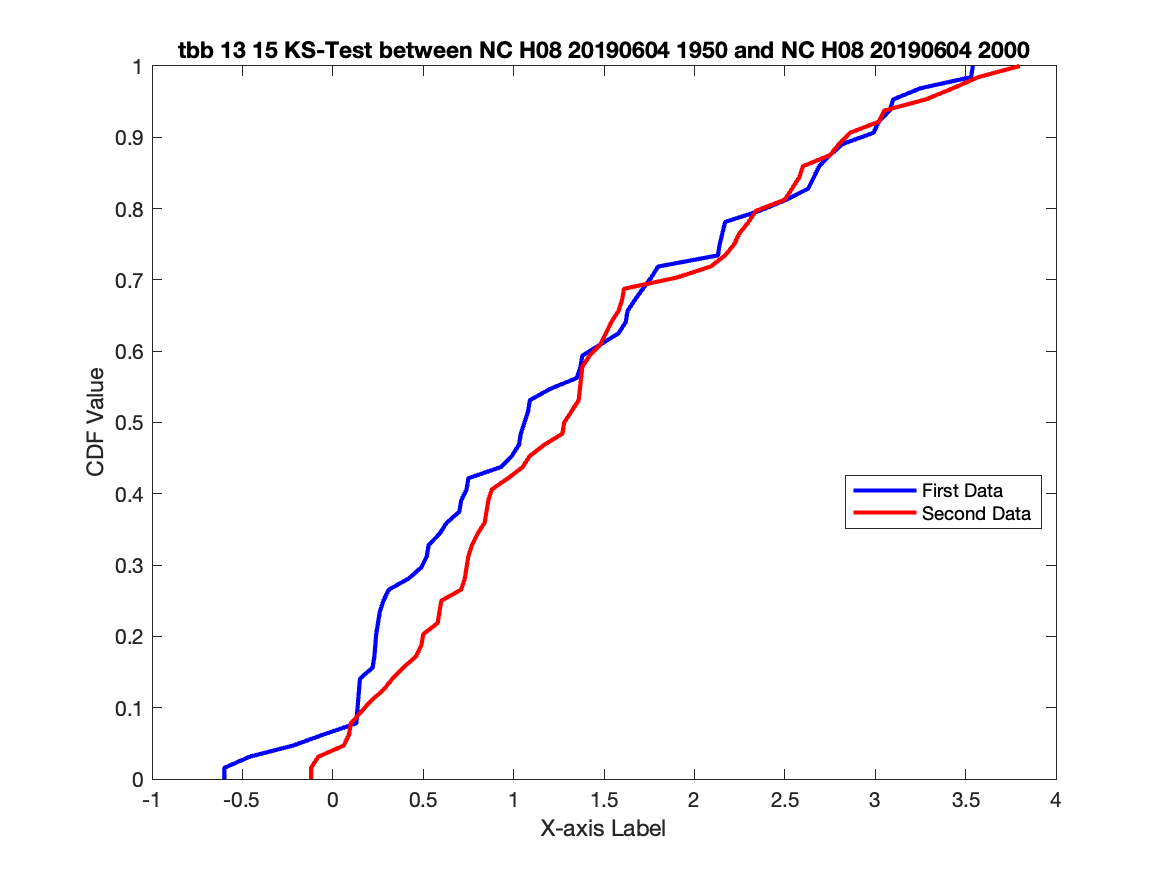 tbb 13 15 KS-Test between NC H08 20190604 1950 and NC H08 20190604 2000
1
0.9
0.8
0.7
0.6
0.5
0.4
0.3
0.2
0.1
0
CDF Value
First Data
Second Data
-1 -0.5 0 0.5 1 1.5 2 2.5 3 3.5 4
X-axis Label